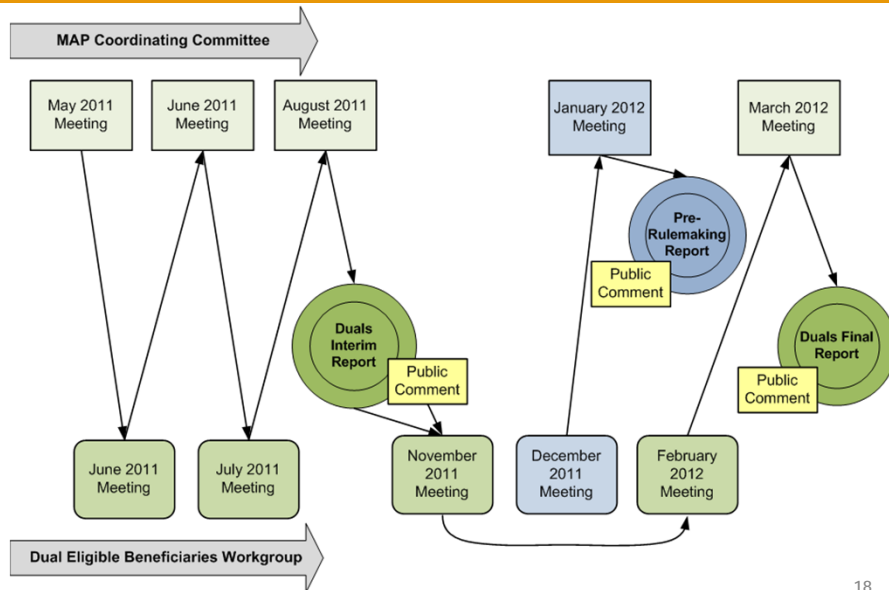 MAP Coordinating Committee
May 2011
Meeting
June 2011
Meeting
August 2011
Meeting
January 2012
Meeting
March 2012
Meeting
Pre-
Rulemaking
Report
Public
Comment
Duals
Interim
Report
Public
Comment
Duals Final
Report
Public
Comment
June 2011
Meeting
July 2011
Meeting
November
2011
Meeting
December
2011
Meeting
February
2012
Meeting
Dual Eligible Beneficiaries Workgroup
18